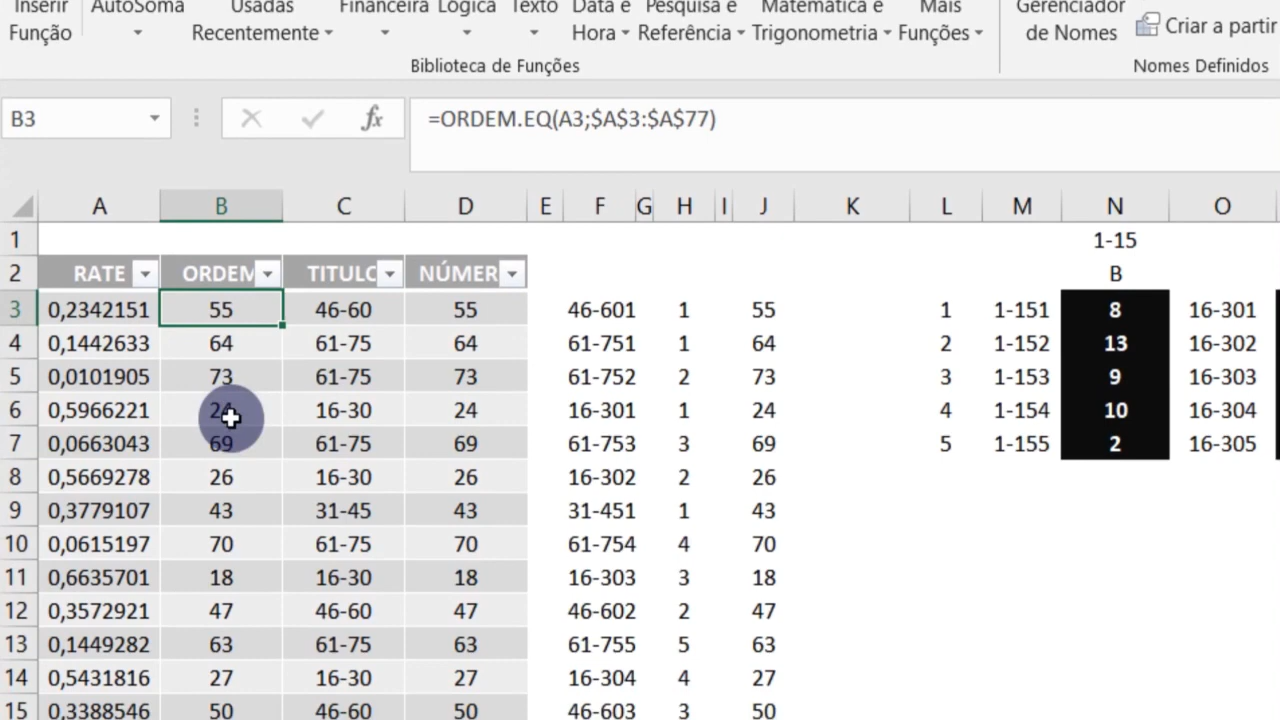 Inserir Função
AutoSoma
Usadas Recentemente
Financeira
Lógica
Texto
Data e Hora
Pesquisa e Referência
Matemática e Trigonometria
Mais Funções
Gerenciador de Nomes
Criar a partir
Biblioteca de Funções
Nomes Definidos
B3
fx
=ORDEM.EQ(A3;$A$3:$A$77)
A B C D E F G H I J K L M N O
1 1-15
2 RATE ORDEM TITULO NÚMER B
3 0,2342151 55 46-60 55 46-601 1 55 1 1-151 8 16-301
4 0,1442633 64 61-75 64 61-751 1 64 2 1-152 13 16-302
5 0,0101905 73 61-75 73 61-752 2 73 3 1-153 9 16-303
6 0,5966221 24 16-30 24 16-301 1 24 4 1-154 10 16-304
7 0,0663043 69 61-75 69 61-753 3 69 5 1-155 2 16-305
8 0,5669278 26 16-30 26 16-302 2 26
9 0,3779107 43 31-45 43 31-451 1 43
10 0,0615197 70 61-75 70 61-754 4 70
11 0,6635701 18 16-30 18 16-303 3 18
12 0,3572921 47 46-60 47 46-602 2 47
13 0,1449282 63 61-75 63 61-755 5 63
14 0,5431816 27 16-30 27 16-304 4 27
15 0,3388546 50 46-60 50 46-603 3 50